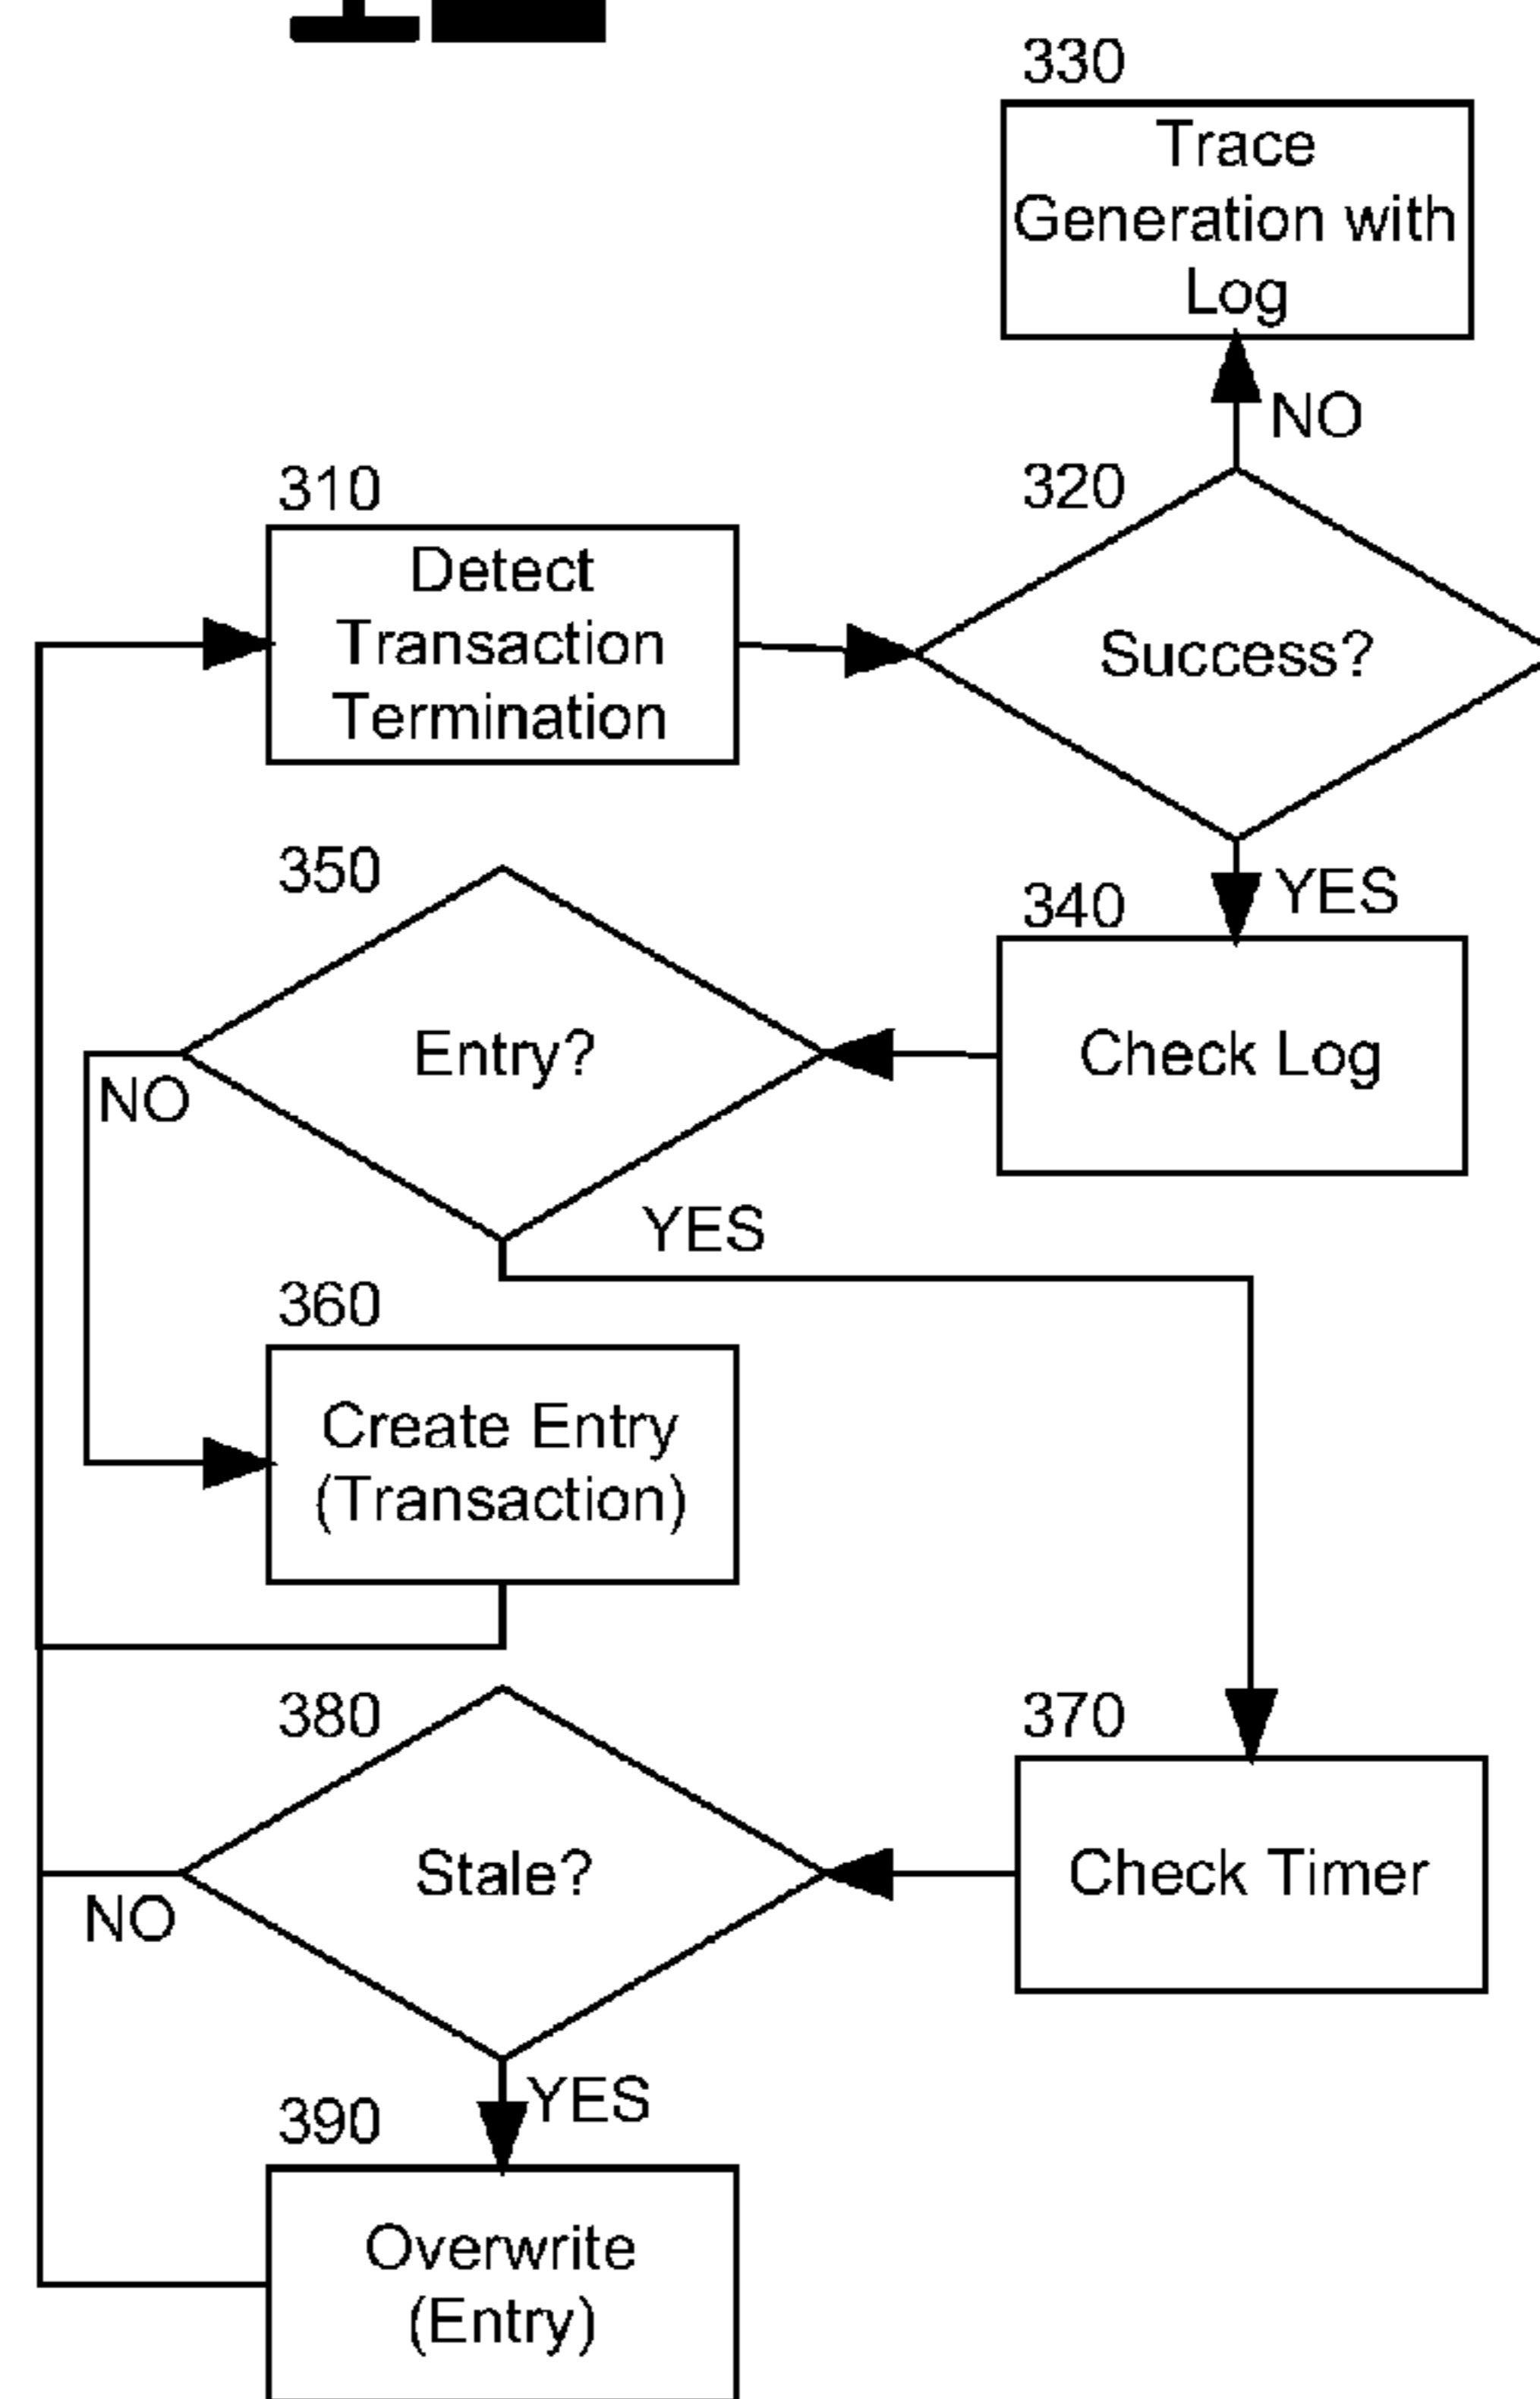 330
Trace
Generation with
Log
NO
310
Detect
Transaction
Termination
320
Success?
YES
350
Entry?
NO
YES
340
Check Log
360
Create Entry
(Transaction)
380
Stale?
NO
YES
370
Check Timer
390
Overwrite
(Entry)